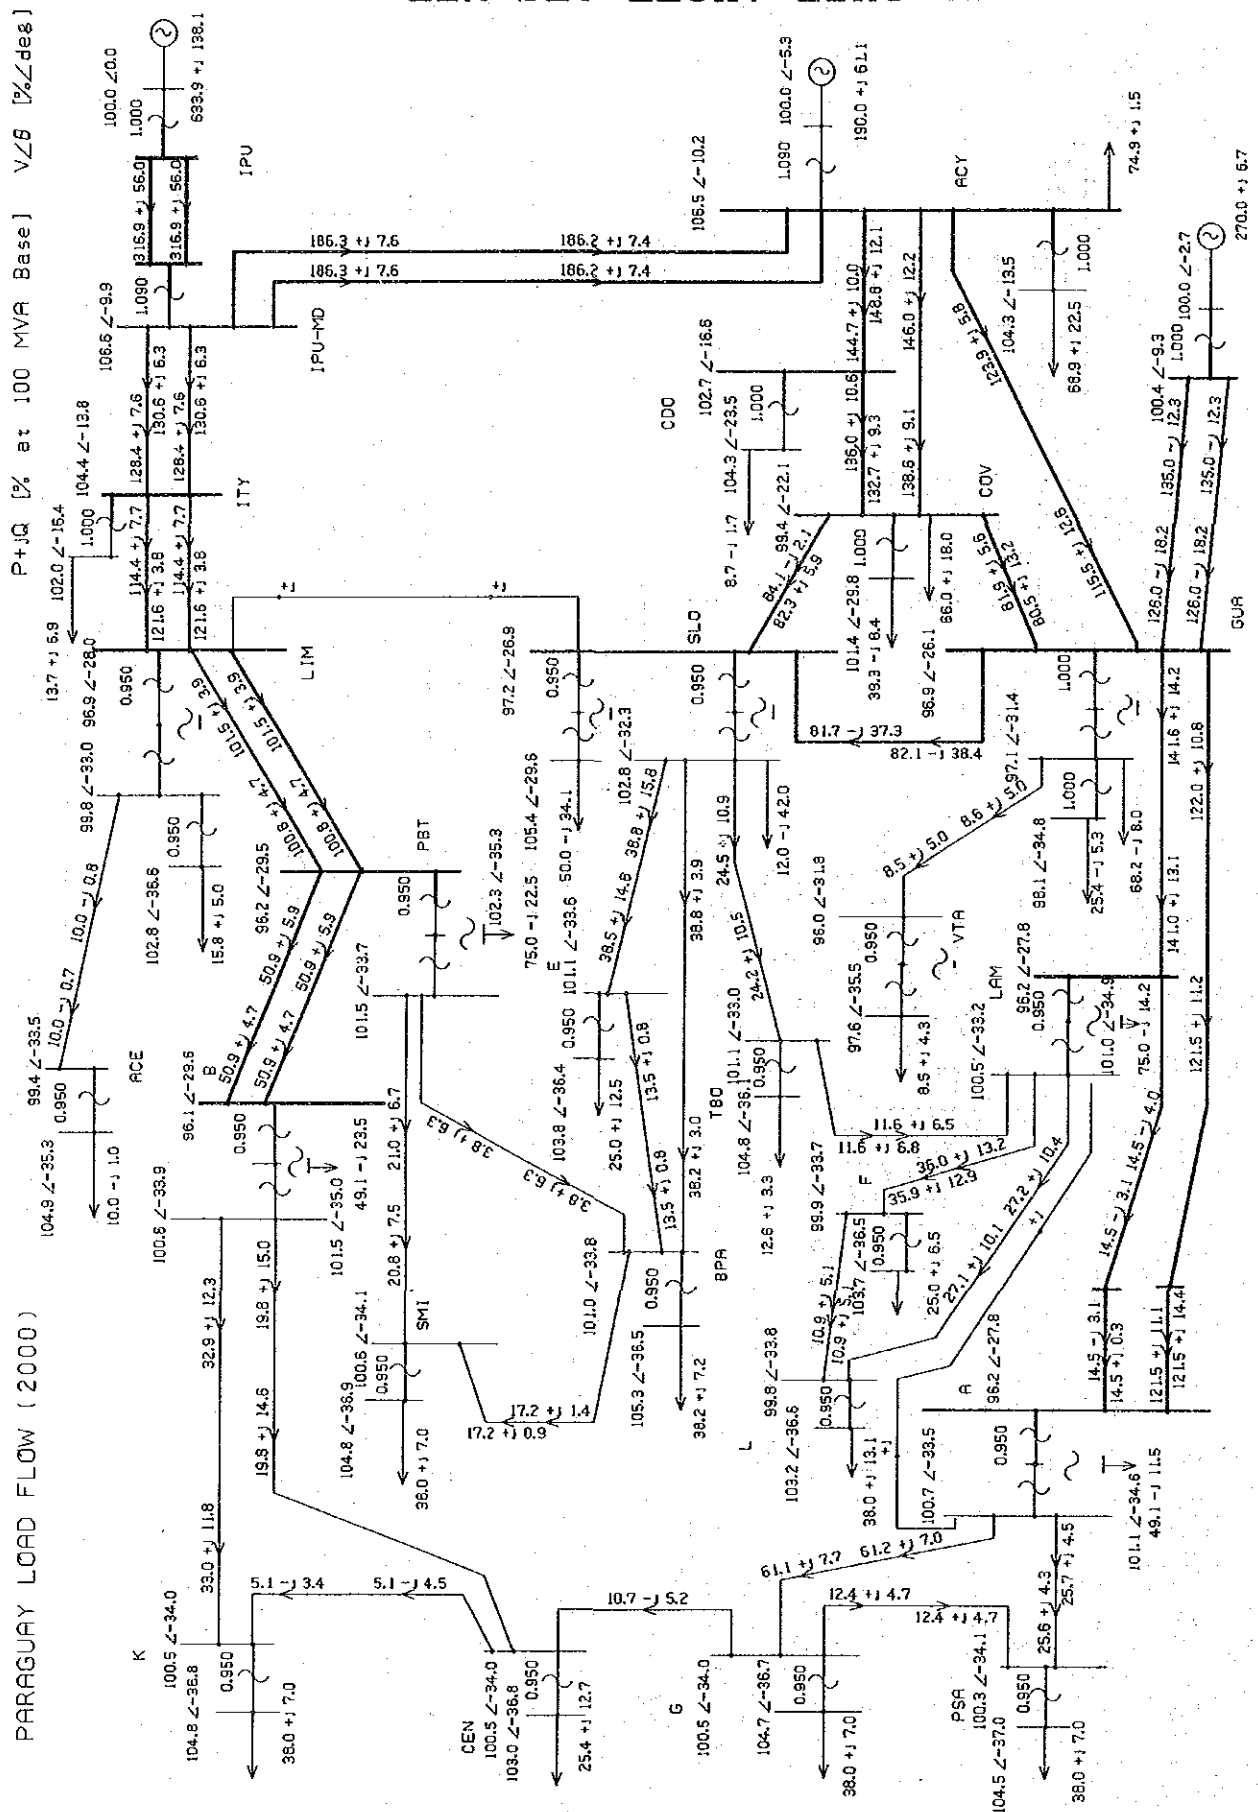 PARAGUAY LOAD FLOW (2000)
P+jQ [% at 100 MVA Base] V∠θ [%∠deg]
100.0 ∠0.0
1.000
633.9 +j 138.1
IPU
316.9 +j 56.0
316.9 +j 56.0
1.090
106.6 ∠-9.9
IPU-MD
130.6 +j 6.3
130.6 +j 6.3
128.4 +j 7.6
128.4 +j 7.6
104.4 ∠-13.8
ITY
1.000
102.0 ∠-16.4
13.7 +j 6.9
114.4 +j 7.7
114.4 +j 7.7
121.6 +j 3.8
121.6 +j 3.8
96.9 ∠-28.0
LIM
0.950
99.8 ∠-33.0
0.950
102.8 ∠-36.6
15.8 +j 5.0
10.0 -j 0.8
10.0 -j 0.7
99.4 ∠-33.5
ACE
0.950
104.9 ∠-35.3
10.0 -j 1.0
101.5 +j 3.9
101.5 +j 3.9
100.8 +j 4.7
100.8 +j 4.7
96.2 ∠-29.5
PBT
0.950
102.3 ∠-35.3
75.0 -j 22.5
101.5 ∠-33.7
50.9 +j 5.9
50.9 +j 5.9
50.9 +j 4.7
50.9 +j 4.7
96.1 ∠-29.6
B
0.950
49.1 -j 23.5
101.5 ∠-35.0
100.6 ∠-33.9
32.9 +j 12.3
33.0 +j 11.8
19.8 +j 15.0
19.8 +j 14.6
K
100.5 ∠-34.0
104.8 ∠-36.8
0.950
38.0 +j 7.0
5.1 -j 3.4
5.1 -j 4.5
CEN
100.5 ∠-34.0
103.0 ∠-36.8
0.950
25.4 +j 12.7
10.7 -j 5.2
G
100.5 ∠-34.0
104.7 ∠-36.7
0.950
38.0 +j 7.0
12.4 +j 4.7
12.4 +j 4.7
PSA
100.3 ∠-34.1
104.5 ∠-37.0
0.950
38.0 +j 7.0
25.6 +j 4.3
25.7 +j 4.5
61.1 +j 7.7
61.2 +j 7.0
100.7 ∠-33.5
0.950
101.1 ∠-34.6
49.1 -j 11.5
A
96.2 ∠-27.8
21.0 +j 6.7
20.8 +j 7.5
3.8 +j 6.3
3.8 +j 6.3
SMI
100.6 ∠-34.1
104.8 ∠-36.9
0.950
38.0 +j 7.0
17.2 +j 1.4
17.2 +j 0.9
101.0 ∠-33.8
BPA
0.950
105.3 ∠-36.5
38.2 +j 7.2
E
101.1 ∠-33.6
0.950
103.8 ∠-36.4
25.0 +j 12.5
13.5 +j 0.8
13.5 +j 0.8
38.8 +j 15.8
38.5 +j 14.6
38.8 +j 3.9
38.2 +j 3.0
+j
SLO
97.2 ∠-26.9
0.950
105.4 ∠-29.6
50.0 -j 34.1
0.950
102.8 ∠-32.3
12.0 -j 42.0
24.5 +j 10.9
24.2 +j 10.5
TBO
101.1 ∠-33.0
0.950
104.8 ∠-36.1
12.6 +j 3.3
11.6 +j 6.5
11.6 +j 6.8
186.3 +j 7.6
186.2 +j 7.4
186.3 +j 7.6
186.2 +j 7.4
106.5 ∠-10.2
1.090
100.0 ∠-5.3
190.0 +j 61.1
ACY
74.9 +j 1.5
1.000
104.3 ∠-13.5
68.9 +j 22.5
148.8 +j 12.1
144.7 +j 10.0
146.0 +j 12.2
138.6 +j 9.1
123.9 +j 5.8
115.5 +j 12.6
CDO
102.7 ∠-16.6
1.000
104.3 ∠-23.5
8.7 -j 1.7
136.0 +j 10.6
132.7 +j 9.3
COV
99.4 ∠-22.1
1.000
101.4 ∠-29.8
39.3 -j 8.4
66.0 +j 18.0
84.1 -j 2.1
82.3 +j 5.9
81.9 +j 5.6
80.5 +j 13.2
81.7 -j 37.3
82.1 -j 38.4
GUA
96.9 ∠-26.1
1.000
97.1 ∠-31.4
1.000
98.1 ∠-34.8
25.4 -j 5.3
68.2 -j 8.0
100.4 ∠-9.3
1.000
100.0 ∠-2.7
270.0 +j 6.7
135.0 -j 12.3
135.0 -j 12.3
126.0 -j 18.2
126.0 -j 18.2
8.6 +j 5.0
8.5 +j 5.0
96.0 ∠-31.9
0.950
VTA
97.6 ∠-35.5
8.5 +j 4.3
141.6 +j 14.2
141.0 +j 13.1
122.0 +j 10.8
121.5 +j 11.2
LAM
96.2 ∠-27.8
0.950
101.0 ∠-34.9
75.0 -j 14.2
100.5 ∠-33.2
14.5 -j 4.0
14.5 -j 3.1
14.5 -j 3.1
14.5 +j 0.3
121.5 +j 11.1
121.5 +j 14.4
36.0 +j 13.2
35.9 +j 12.9
27.2 +j 10.4
27.1 +j 10.1
+j
+j
F
99.9 ∠-33.7
0.950
103.7 ∠-36.5
25.0 +j 6.5
10.9 +j 5.1
10.9 +j 5.1
L
99.8 ∠-33.8
0.950
103.2 ∠-36.6
38.0 +j 13.1